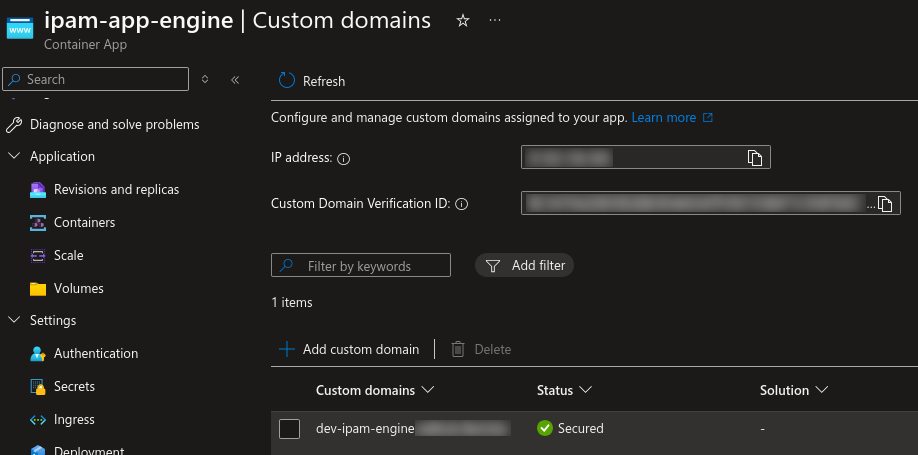 ipam-app-engine | Custom domains
Container App
Search
Refresh
Configure and manage custom domains assigned to your app. Learn more
Diagnose and solve problems
Application
IP address:
Revisions and replicas
Custom Domain Verification ID:
...
Containers
Scale
Filter by keywords
Add filter
Volumes
1 items
Settings
Authentication
Add custom domain
Delete
Secrets
Custom domains
Status
Solution
Ingress
dev-ipam-engine
Secured
-
Deployment